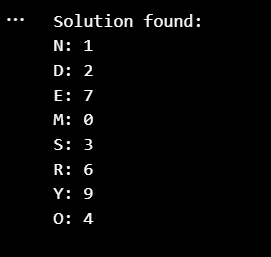 ... Solution found:
N: 1
D: 2
E: 7
M: 0
S: 3
R: 6
Y: 9
O: 4